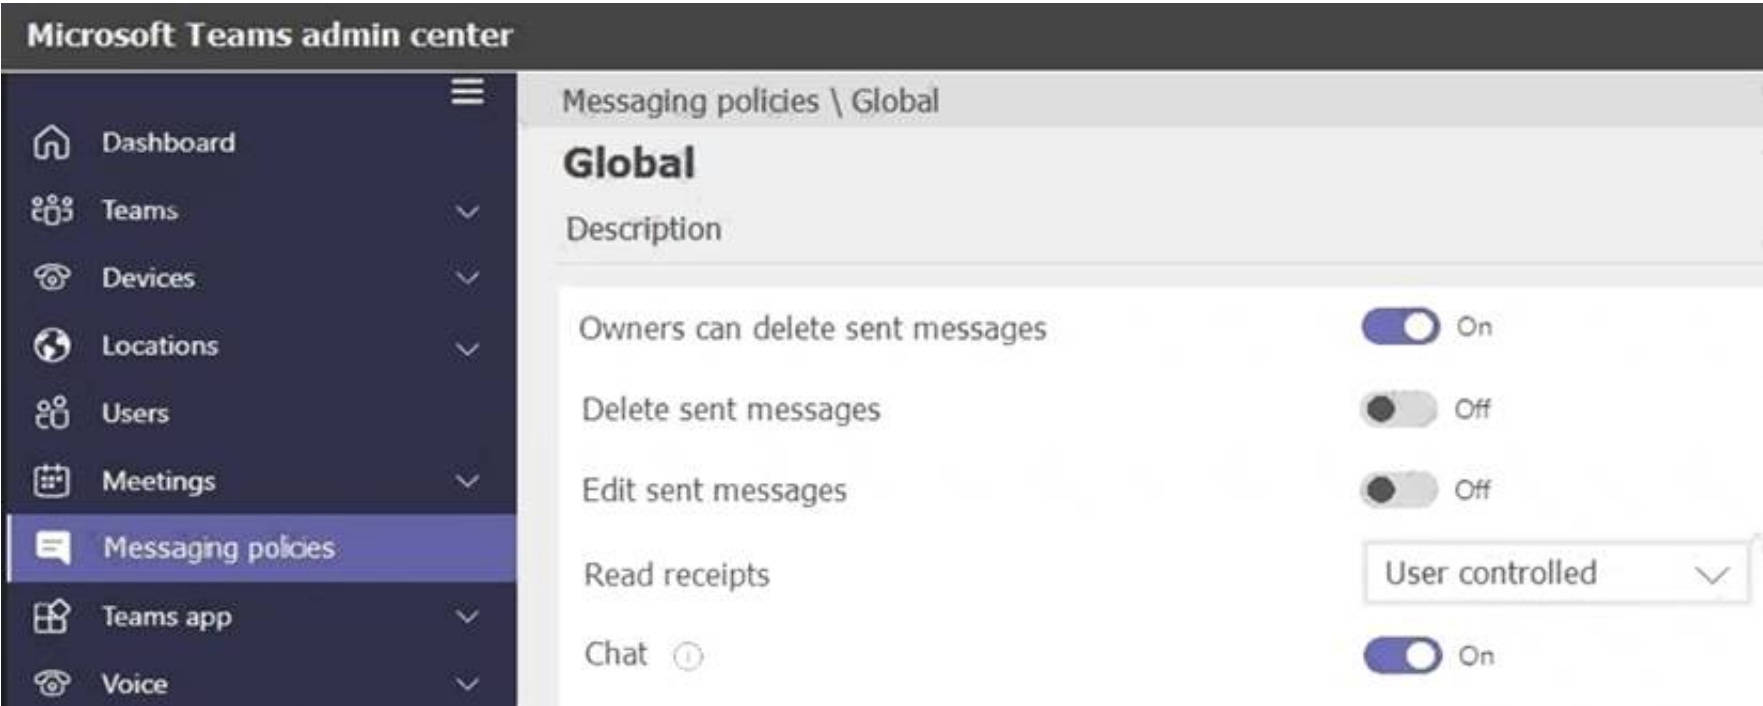 Microsoft Teams admin center
Dashboard
Teams
Devices
Locations
Users
Meetings
Messaging policies
Teams app
Voice
Messaging policies \ Global
Global
Description
Owners can delete sent messages On
Delete sent messages Off
Edit sent messages Off
Read receipts User controlled
Chat On